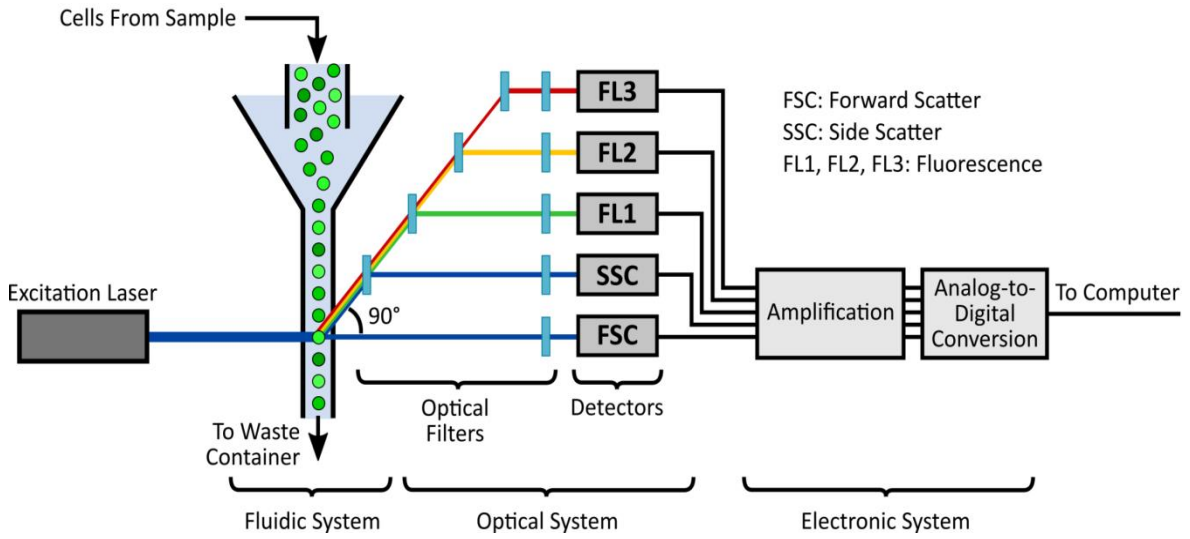 Cells From Sample
FL3
FSC: Forward Scatter
SSC: Side Scatter
FL1, FL2, FL3: Fluorescence
FL2
FL1
SSC
Excitation Laser
90°
FSC
Amplification
Analog-to-
Digital
Conversion
To Computer
Optical
Filters
Detectors
To Waste
Container
Fluidic System
Optical System
Electronic System